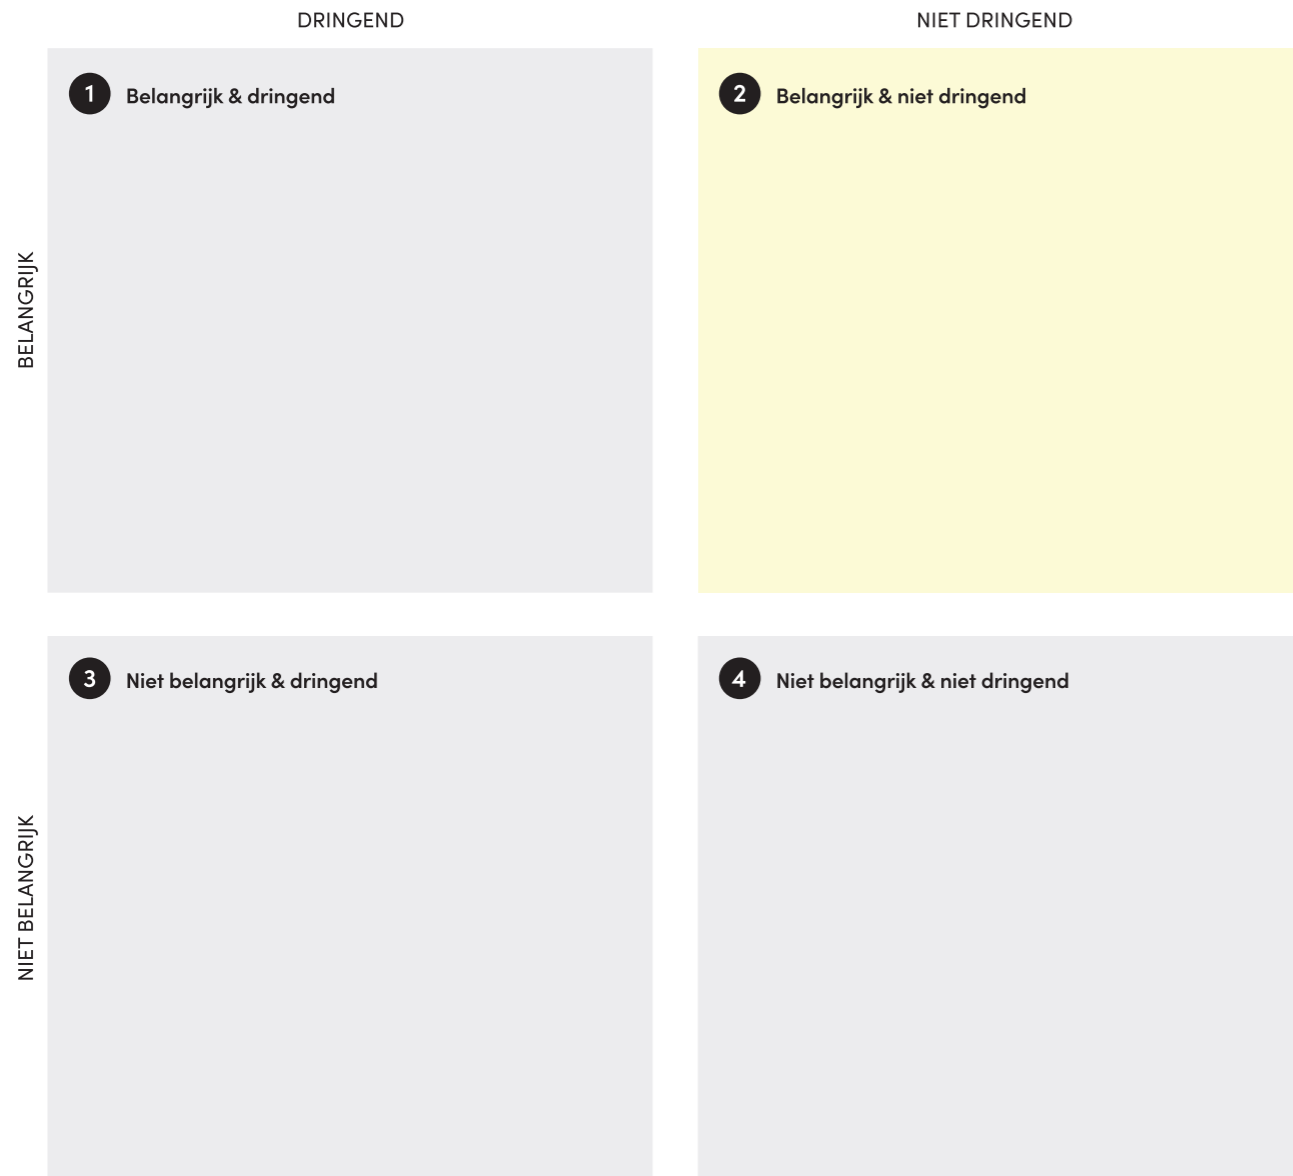 DRINGEND
NIET DRINGEND
BELANGRIJK
1 Belangrijk & dringend
2 Belangrijk & niet dringend
NIET BELANGRIJK
3 Niet belangrijk & dringend
4 Niet belangrijk & niet dringend